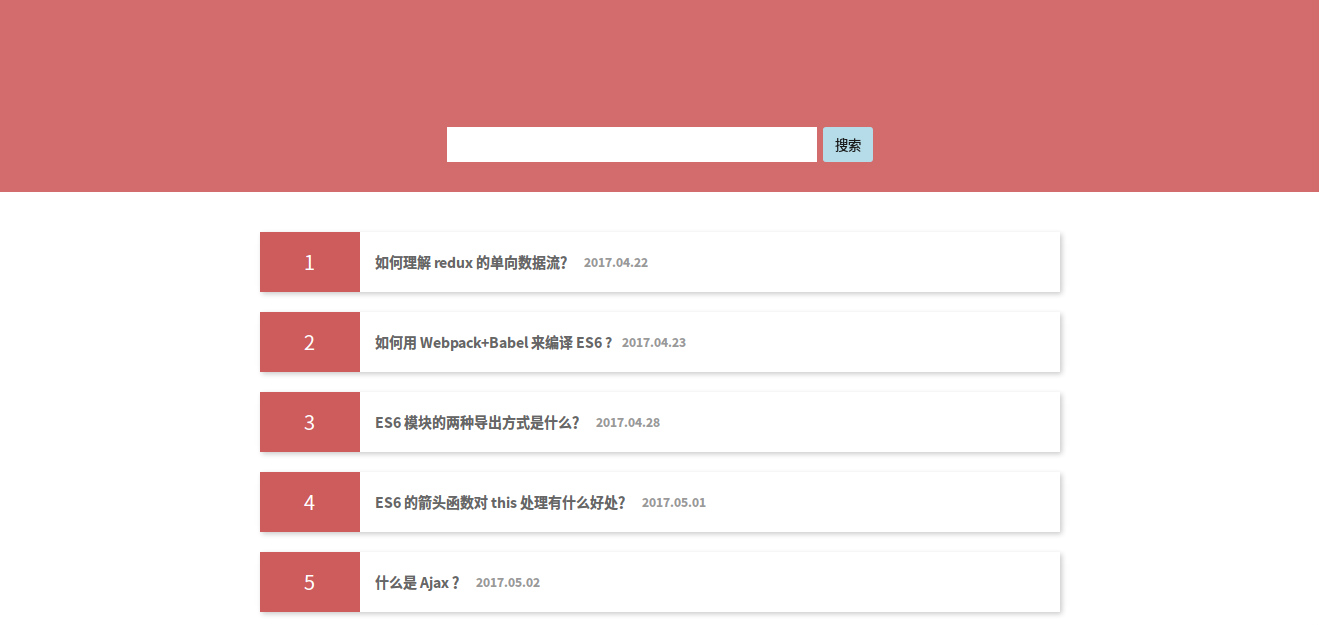 搜索
1 如何理解 redux 的单向数据流？ 2017.04.22
2 如何用 Webpack+Babel 来编译 ES6 ? 2017.04.23
3 ES6 模块的两种导出方式是什么？ 2017.04.28
4 ES6 的箭头函数对 this 处理有什么好处？ 2017.05.01
5 什么是 Ajax ？ 2017.05.02